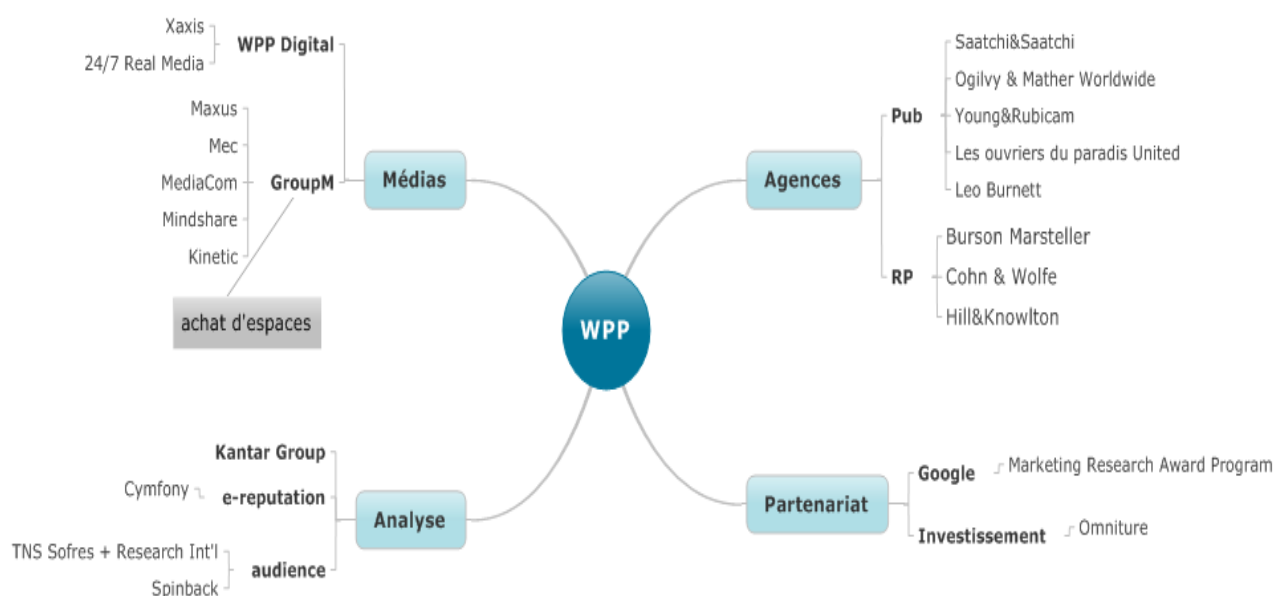 WPP
Médias
WPP Digital
Xaxis
24/7 Real Media
GroupM
Maxus
Mec
MediaCom
Mindshare
Kinetic
achat d'espaces
Agences
Pub
Saatchi&Saatchi
Ogilvy & Mather Worldwide
Young&Rubicam
Les ouvriers du paradis United
Leo Burnett
RP
Burson Marsteller
Cohn & Wolfe
Hill&Knowlton
Analyse
Kantar Group
e-reputation
Cymfony
audience
TNS Sofres + Research Int'l
Spinback
Partenariat
Google
Marketing Research Award Program
Investissement
Omniture